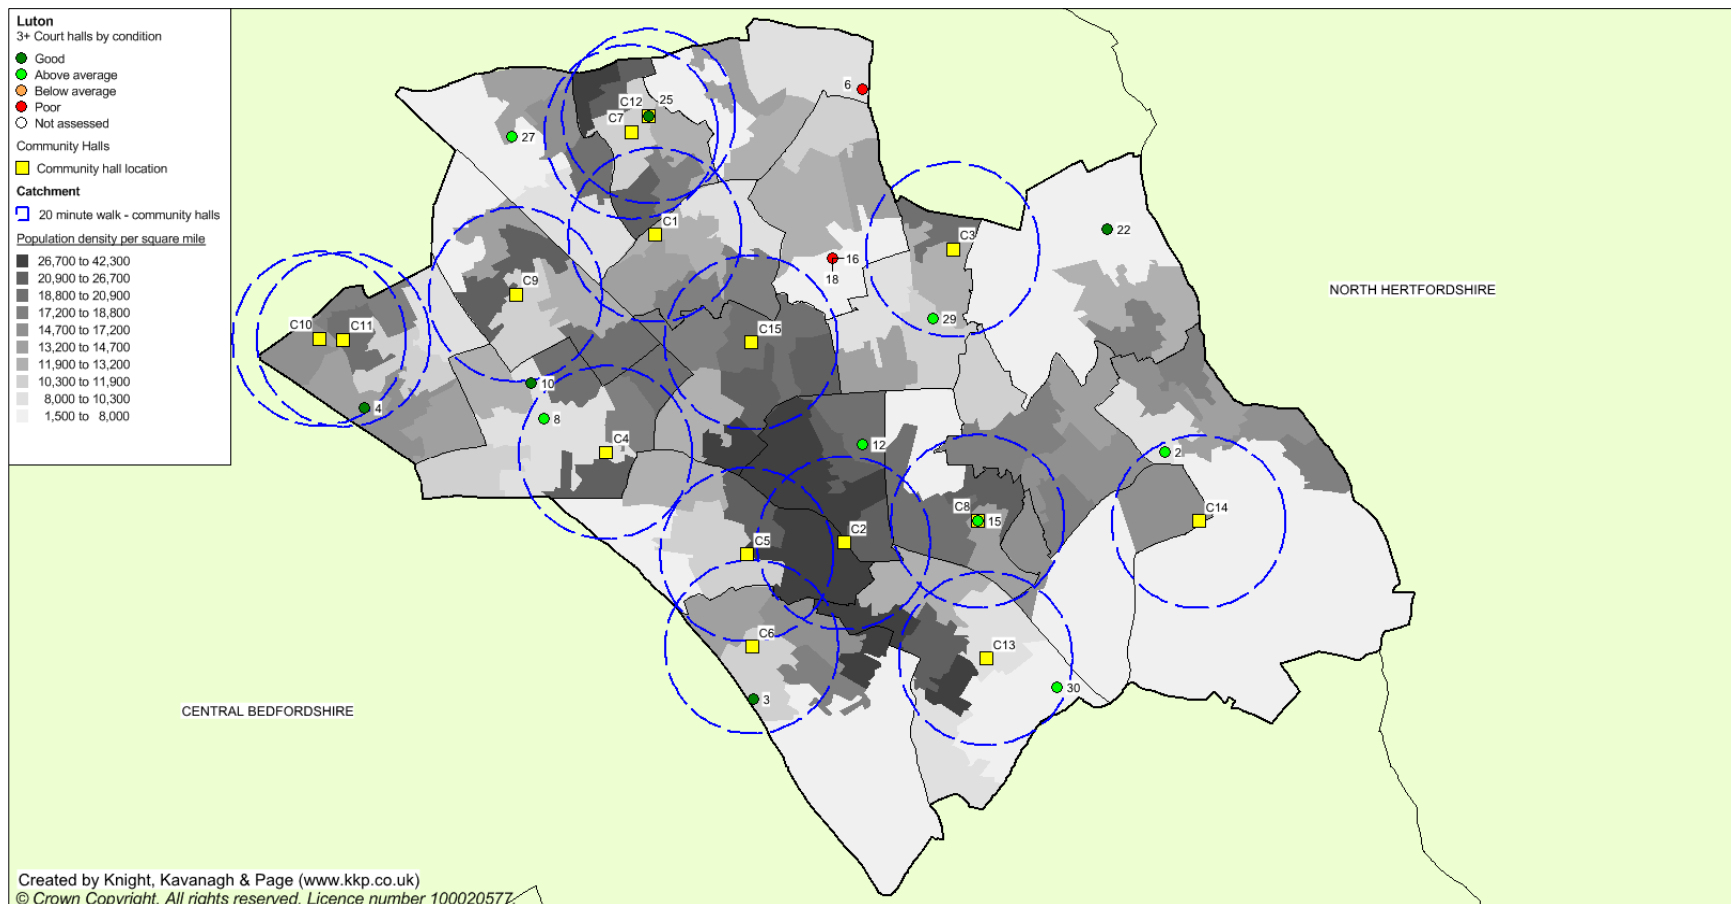 Luton
3+ Court halls by condition
Good
Above average
Below average
Poor
Not assessed
Community Halls
Community hall location
Catchment
20 minute walk - community halls
Population density per square mile
26,700 to 42,300
20,900 to 26,700
18,800 to 20,900
17,200 to 18,800
14,700 to 17,200
13,200 to 14,700
11,900 to 13,200
10,300 to 11,900
8,000 to 10,300
1,500 to 8,000
6
C12
25
C7
27
C1
C3
22
16
18
NORTH HERTFORDSHIRE
C9
29
C10
C11
C15
10
4
8
12
C4
2
C8
15
C14
C2
C5
C6
C13
30
3
CENTRAL BEDFORDSHIRE
Created by Knight, Kavanagh & Page (www.kkp.co.uk)
© Crown Copyright. All rights reserved. Licence number 100020577